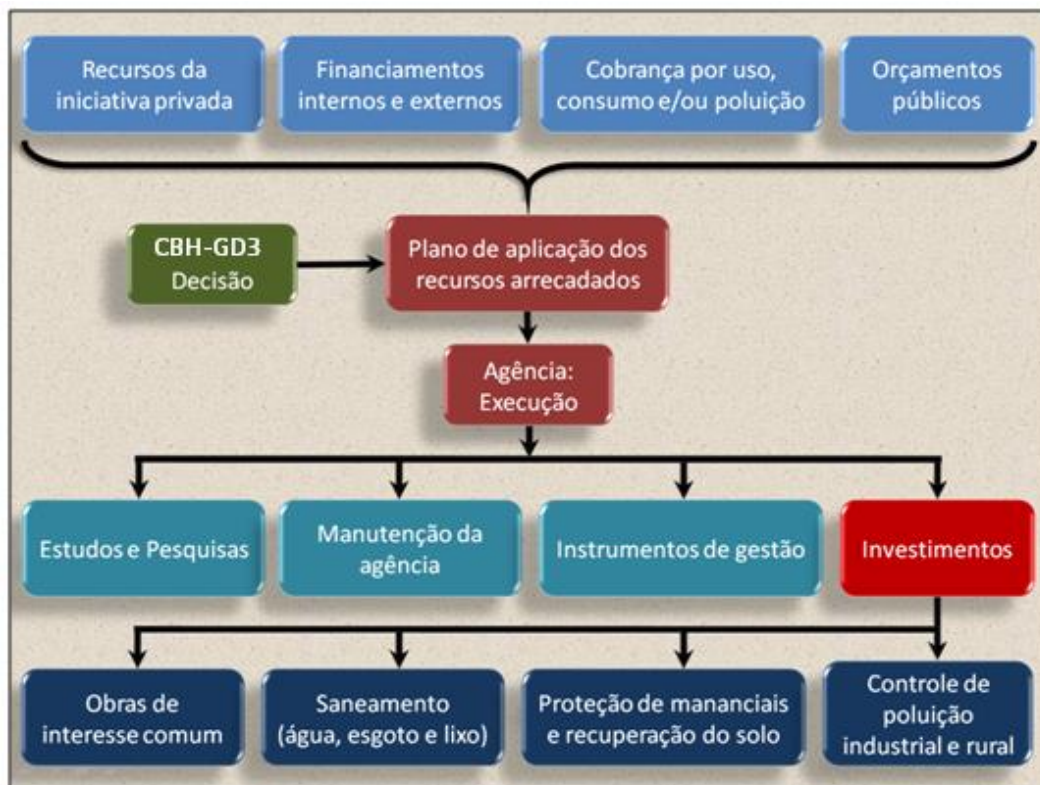 Recursos da
iniciativa privada
Financiamentos
internos e externos
Cobrança por uso,
consumo e/ou poluição
Orçamentos
públicos
CBH-GD3
Decisão
Plano de aplicação dos
recursos arrecadados
Agência:
Execução
Estudos e Pesquisas
Manutenção da
agência
Instrumentos de gestão
Investimentos
Obras de
interesse comum
Saneamento
(água, esgoto e lixo)
Proteção de mananciais
e recuperação do solo
Controle de
poluição
industrial e rural